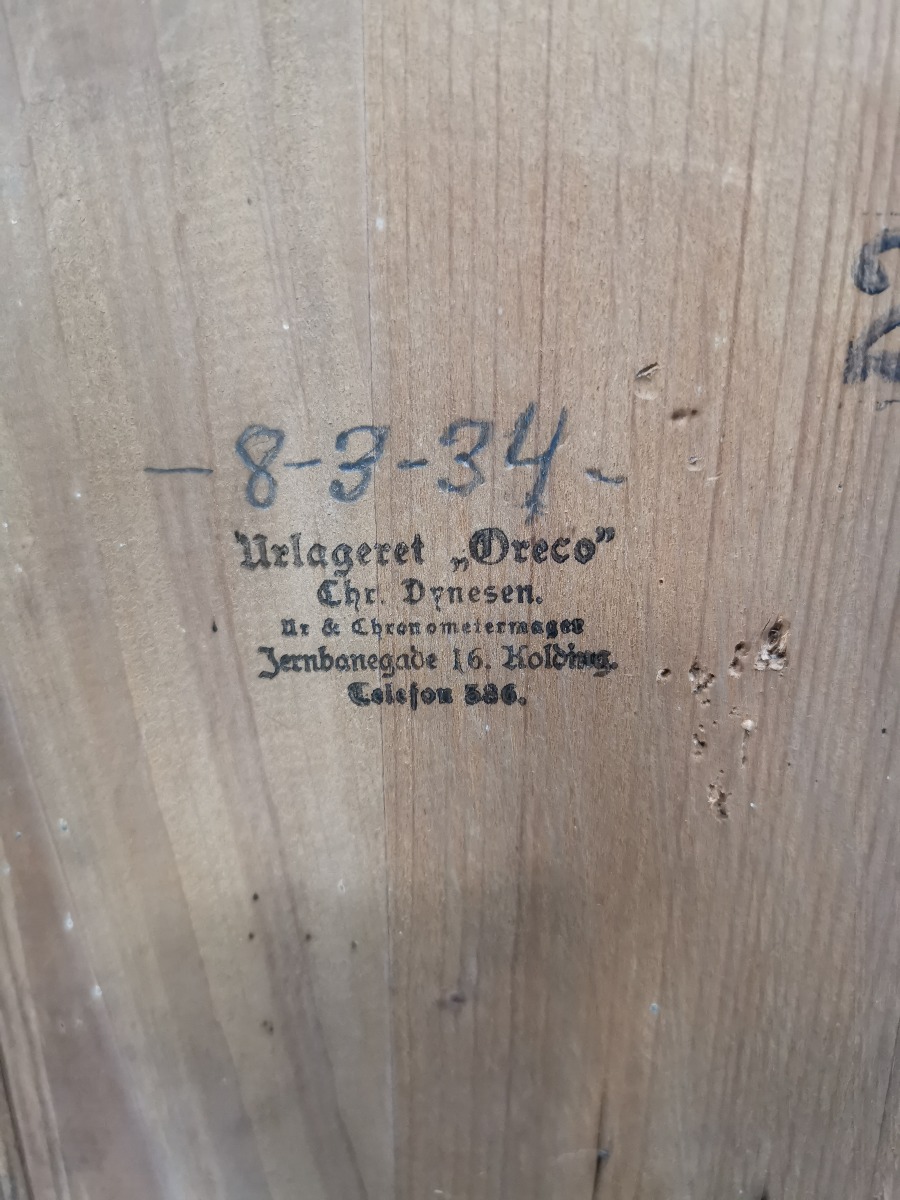 - 8-3-34 -
Urlageret „Oreco”
Chr. Dynesen.
Ur & Chronometermager
Jernbanegade 16. Kolding.
Telefon 586.